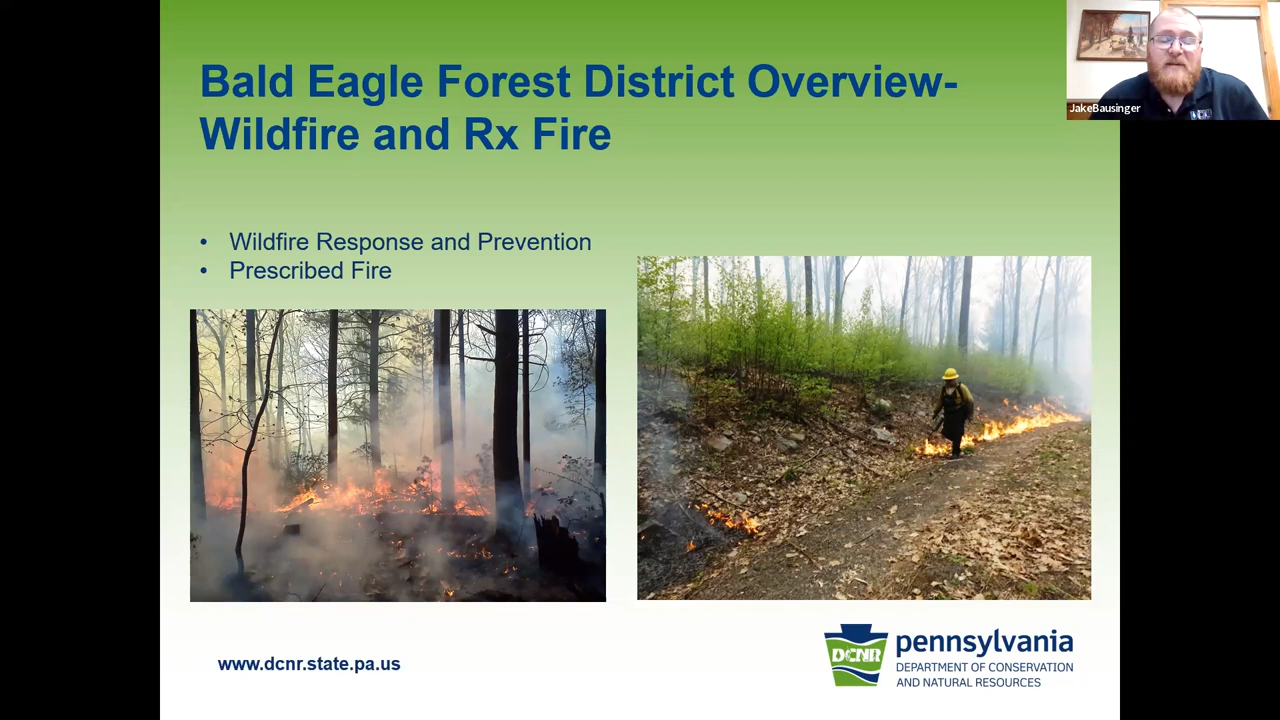 Bald Eagle Forest District Overview-
Wildfire and Rx Fire
JakeBausinger
• Wildfire Response and Prevention
• Prescribed Fire
www.dcnr.state.pa.us
DCNR
pennsylvania
DEPARTMENT OF CONSERVATION
AND NATURAL RESOURCES